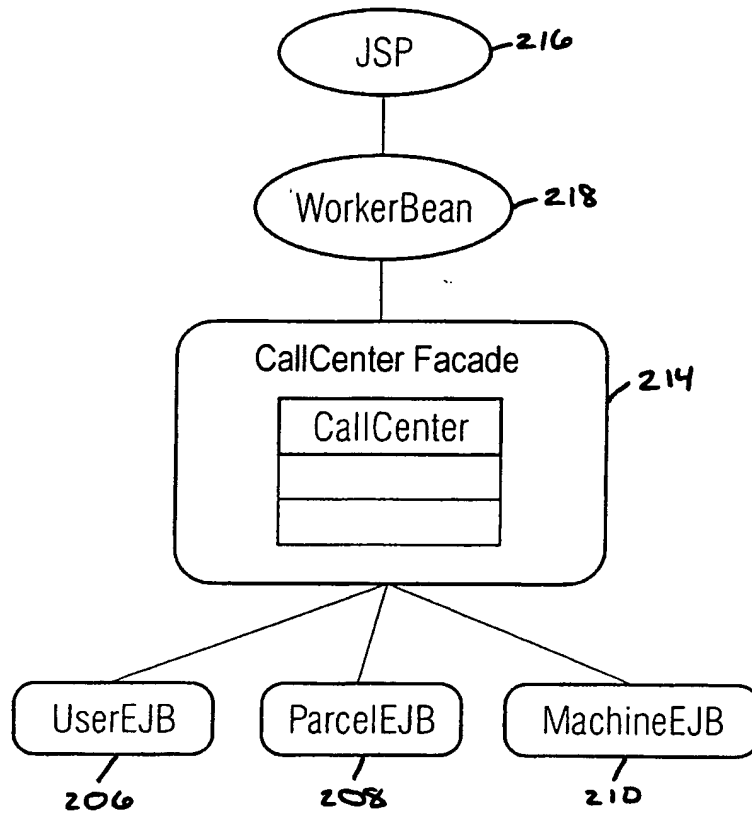 JSP
216
WorkerBean
218
CallCenter Facade
214
CallCenter
UserEJB
ParcelEJB
MachineEJB
206
208
210